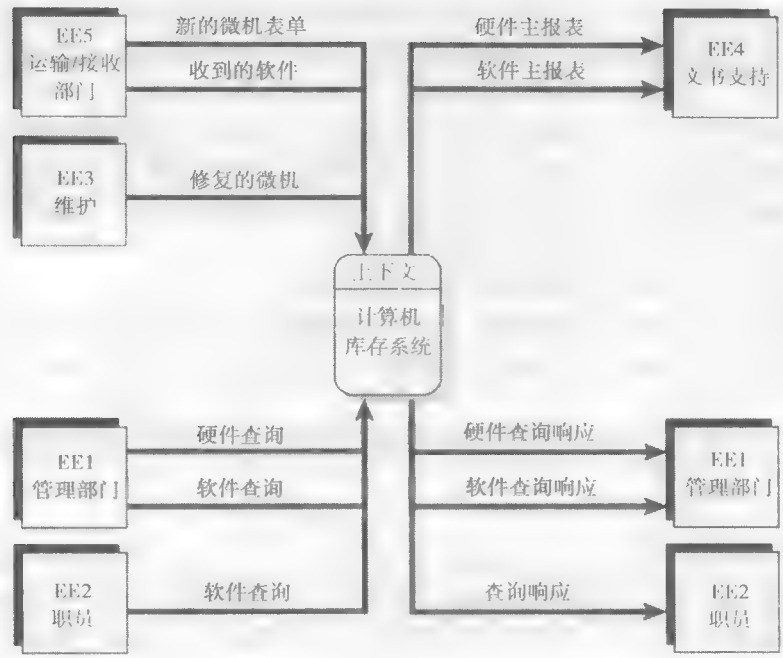 EE5
运输/接收
部门
新的微机表单
收到的软件
硬件主报表
软件主报表
EE4
文书支持
EE3
维护
修复的微机
上下文
计算机
库存系统
EE1
管理部门
硬件查询
软件查询
硬件查询响应
软件查询响应
EE1
管理部门
EE2
职员
软件查询
查询响应
EE2
职员